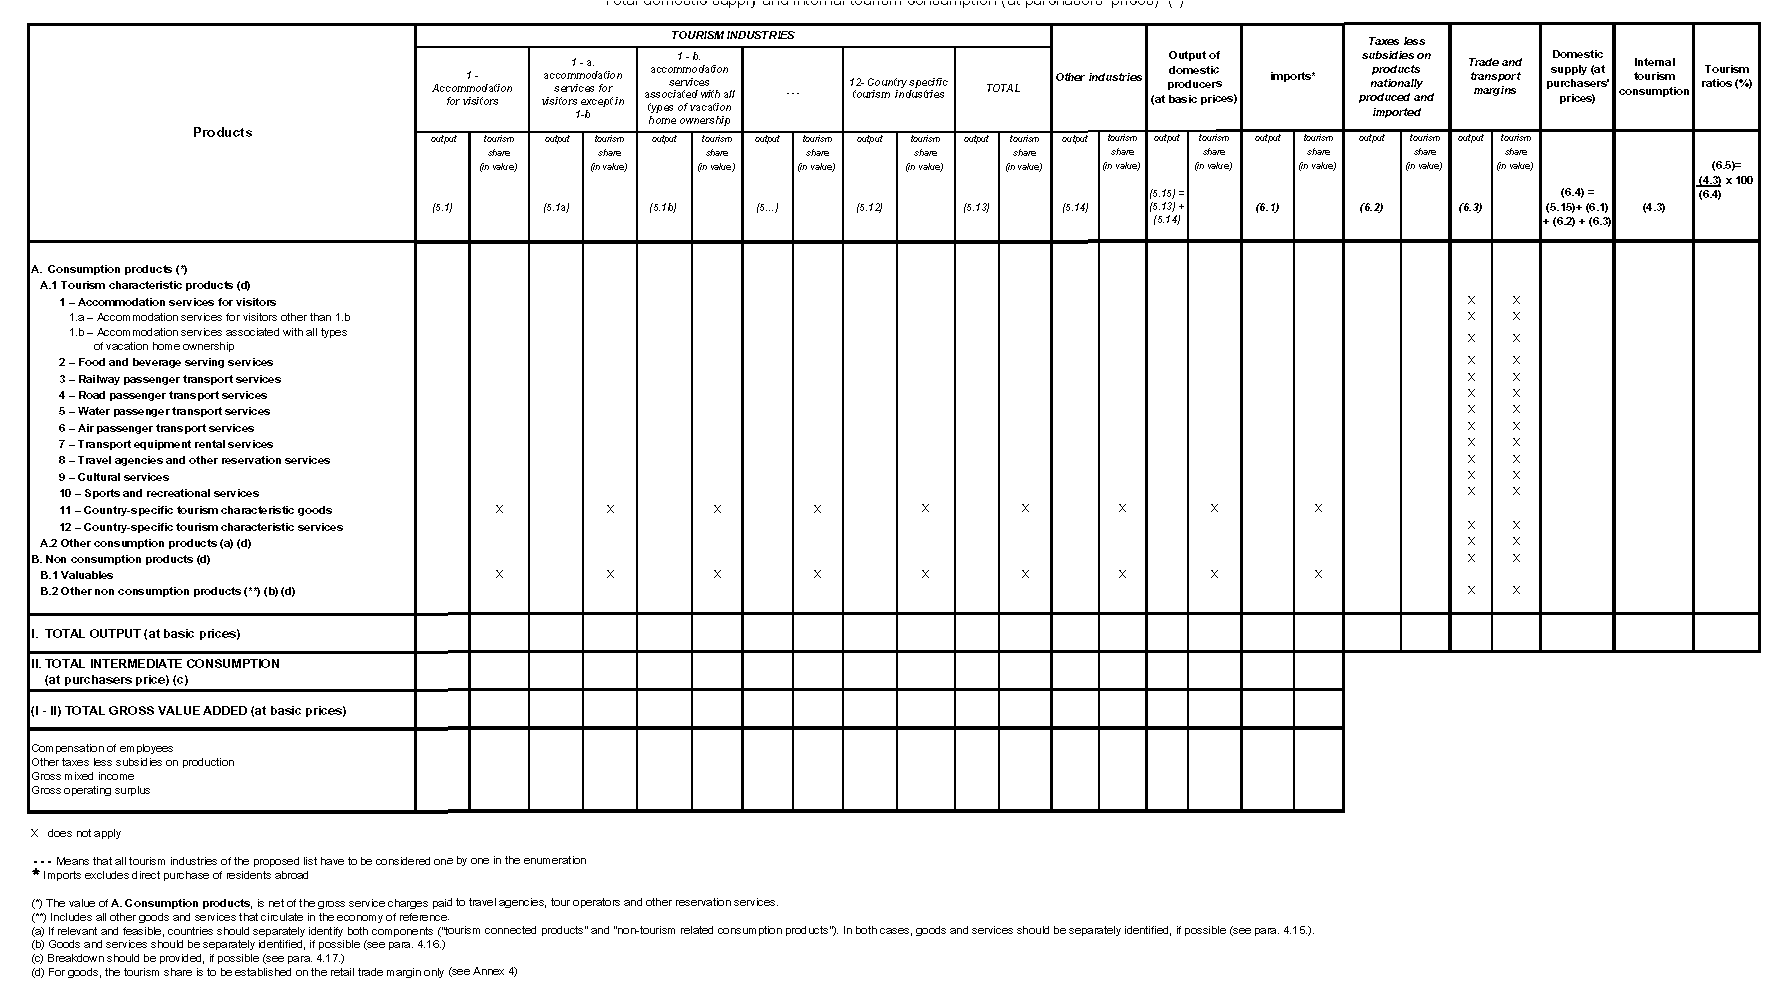 Total domestic supply and internal tourism consumption (at purchasers' prices) (*)
Products
TOURISM INDUSTRIES
1 -
Accommodation
for visitors
1 - a.
accommodation
services for
visitors except in
1-b
1 - b.
accommodation
services
associated with all
types of vacation
home ownership
- - -
12- Country specific
tourism industries
TOTAL
Other industries
Output of
domestic
producers
(at basic prices)
imports*
Taxes less
subsidies on
products
nationally
produced and
imported
Trade and
transport
margins
Domestic
supply (at
purchasers'
prices)
Internal
tourism
consumption
Tourism
ratios (%)
output tourism output tourism output tourism output tourism output tourism output tourism output tourism output tourism output tourism output tourism output tourism
share share share share share share share share share share share
(in value) (in value) (in value) (in value) (in value) (in value) (in value) (in value) (in value) (in value) (in value)
(5.1)
(5.1a)
(5.1b)
(5...)
(5.12)
(5.13)
(5.14)
(5.15) =
(5.13) +
(5.14)
(6.1)
(6.2)
(6.3)
(6.4) =
(5.15)+ (6.1)
+ (6.2) + (6.3)
(4.3)
(6.5)=
(4.3) x 100
(6.4)
A. Consumption products (*)
A.1 Tourism characteristic products (d)
1 – Accommodation services for visitors X X
1.a – Accommodation services for visitors other than 1.b X X
1.b – Accommodation services associated with all types
of vacation home ownership X X
2 – Food and beverage serving services X X
3 – Railway passenger transport services X X
4 – Road passenger transport services X X
5 – Water passenger transport services X X
6 – Air passenger transport services X X
7 – Transport equipment rental services X X
8 – Travel agencies and other reservation services X X
9 – Cultural services X X
10 – Sports and recreational services X X
11 – Country-specific tourism characteristic goods X X X X X X X X X
12 – Country-specific tourism characteristic services X X
A.2 Other consumption products (a) (d) X X
B. Non consumption products (d) X X
B.1 Valuables X X X X X X X X X
B.2 Other non consumption products (**) (b) (d) X X
I. TOTAL OUTPUT (at basic prices)
II. TOTAL INTERMEDIATE CONSUMPTION
(at purchasers price) (c)
(I - II) TOTAL GROSS VALUE ADDED (at basic prices)
Compensation of employees
Other taxes less subsidies on production
Gross mixed income
Gross operating surplus
X does not apply
- - - Means that all tourism industries of the proposed list have to be considered one by one in the enumeration
* Imports excludes direct purchase of residents abroad
(*) The value of A. Consumption products, is net of the gross service charges paid to travel agencies, tour operators and other reservation services.
(**) Includes all other goods and services that circulate in the economy of reference.
(a) If relevant and feasible, countries should separately identify both components ("tourism connected products" and "non-tourism related consumption products"). In both cases, goods and services should be separately identified, if possible (see para. 4.15.).
(b) Goods and services should be separately identified, if possible (see para. 4.16.)
(c) Breakdown should be provided, if possible (see para. 4.17.)
(d) For goods, the tourism share is to be established on the retail trade margin only (see Annex 4)